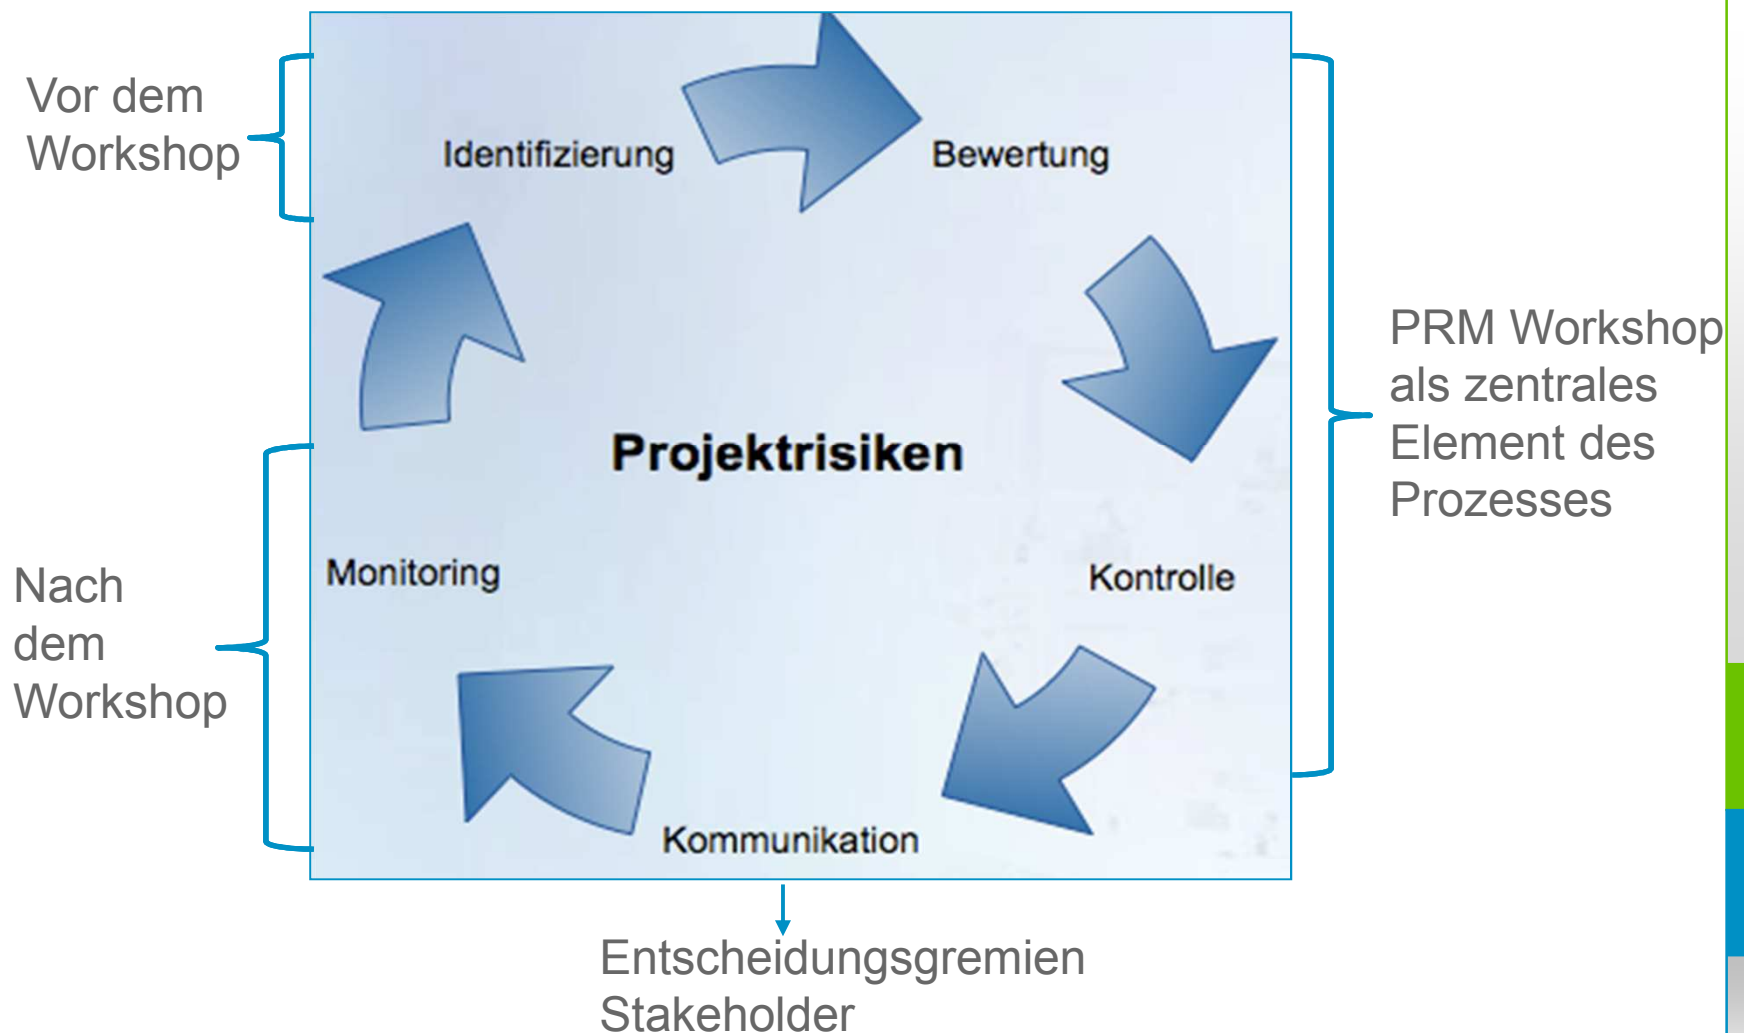 Vor dem
Workshop
Identifizierung
Bewertung
PRM Workshop
als zentrales
Element des
Prozesses
Projektrisiken
Monitoring
Kontrolle
Nach
dem
Workshop
Kommunikation
Entscheidungsgremien
Stakeholder